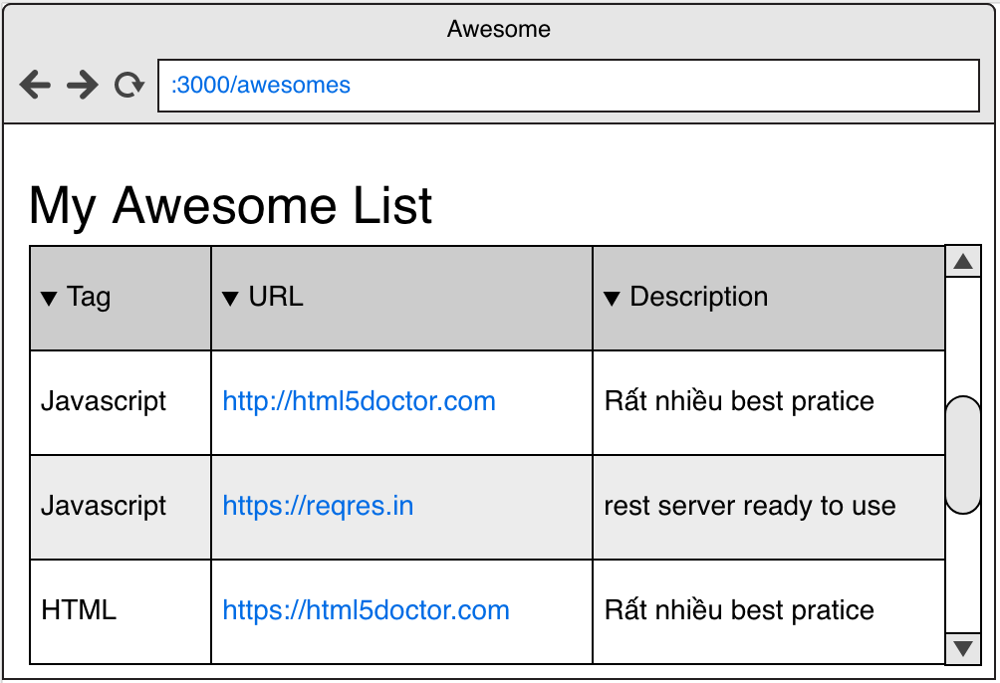 Awesome
:3000/awesomes
My Awesome List
Tag URL Description
Javascript http://html5doctor.com Rất nhiều best pratice
Javascript https://reqres.in rest server ready to use
HTML https://html5doctor.com Rất nhiều best pratice